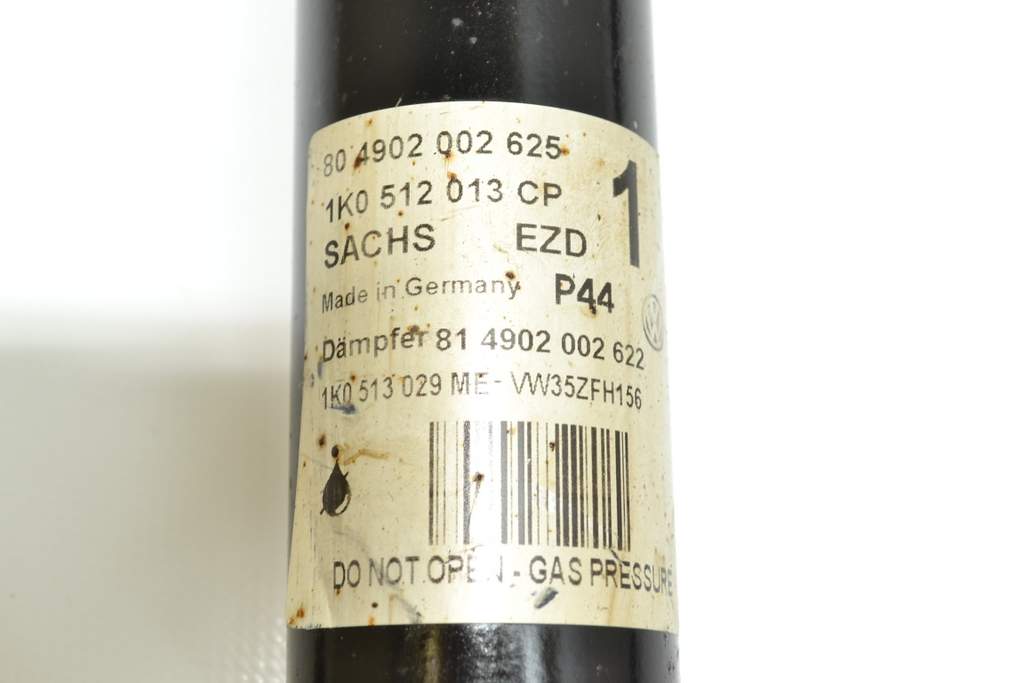 80 4902 002 625
1K0 512 013 CP
1
SACHS EZD
Made in Germany P44
Dämpfer 81 4902 002 622
1K0 513 029 ME- VW35ZFH156
DO NOT OPEN - GAS PRESSURE